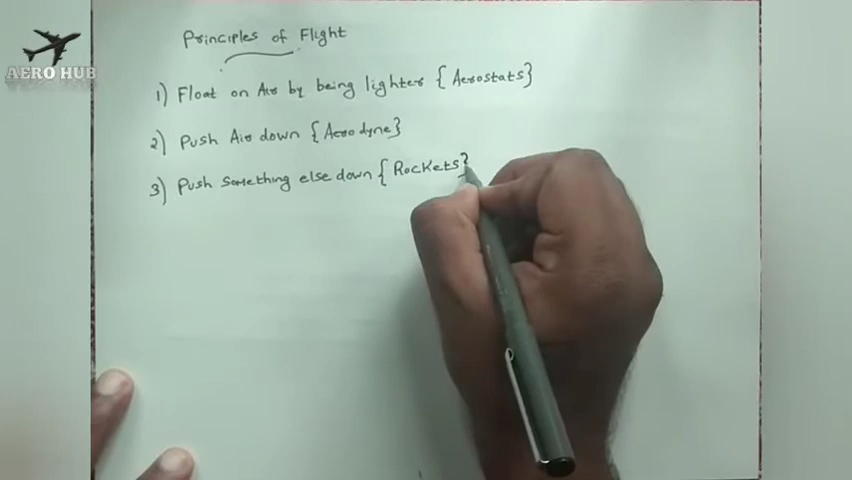 AERO HUB
Principles of Flight
1) Float on Air by being lighter { Aerostats}
2) Push Air down {Aerodyne}
3) Push Something else down { Rockets}